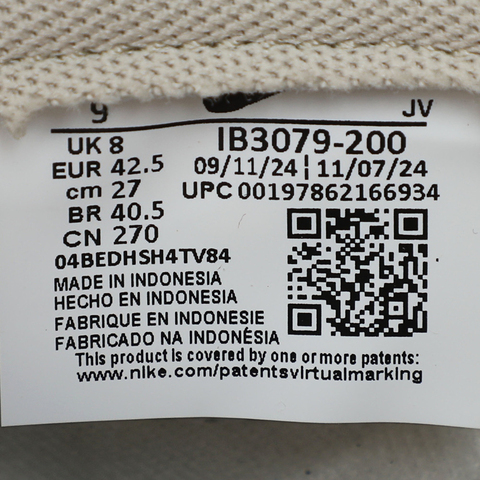 9 JV
UK 8 IB3079-200
EUR 42.5 09/11/24 | 11/07/24
cm 27 UPC 00197862166934
BR 40.5
CN 270
04BEDHSH4TV84
MADE IN INDONESIA
HECHO EN INDONESIA
FABRIQUE EN INDONESIE
FABRICADO NA INDONÉSIA
This product is covered by one or more patents:
www.nike.com/patentsvirtualmarking